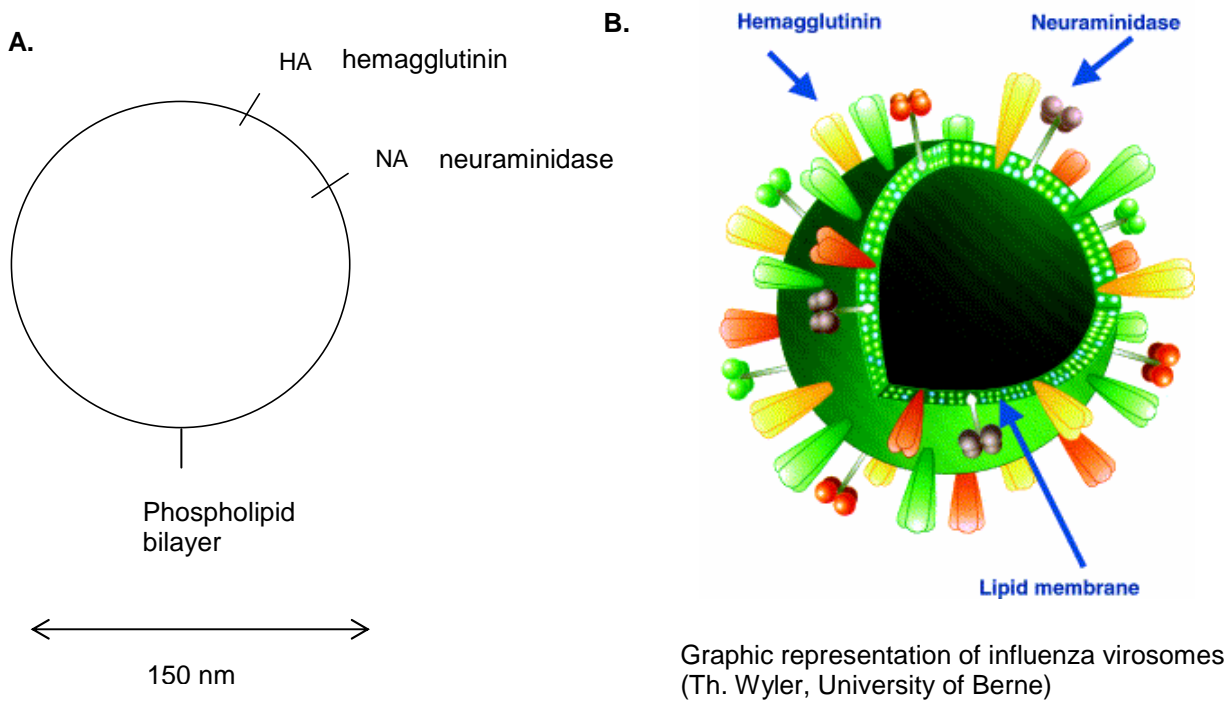 A.
HA hemagglutinin
NA neuraminidase
Phospholipid
bilayer
150 nm
B.
Hemagglutinin
Neuraminidase
Lipid membrane
Graphic representation of influenza virosomes
(Th. Wyler, University of Berne)